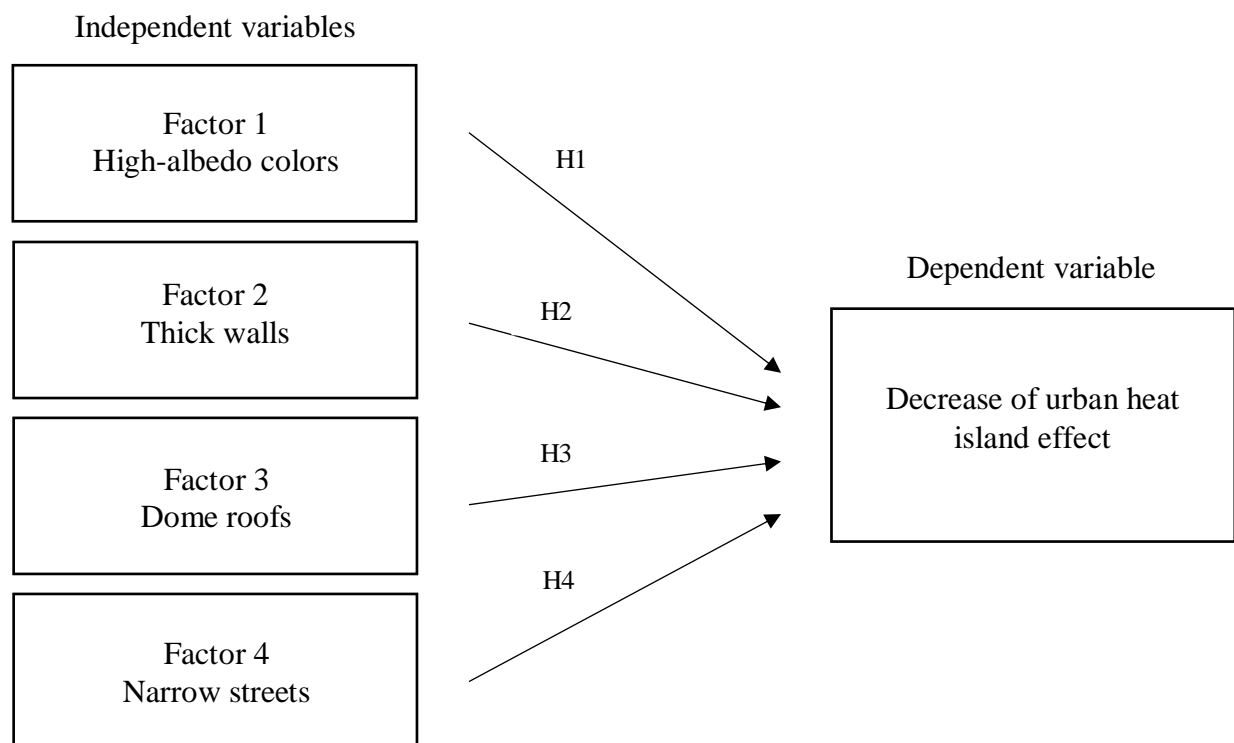 Independent variables
Factor 1
High-albedo colors
H1
Factor 2
Thick walls
H2
Factor 3
Dome roofs
H3
Factor 4
Narrow streets
H4
Dependent variable
Decrease of urban heat
island effect